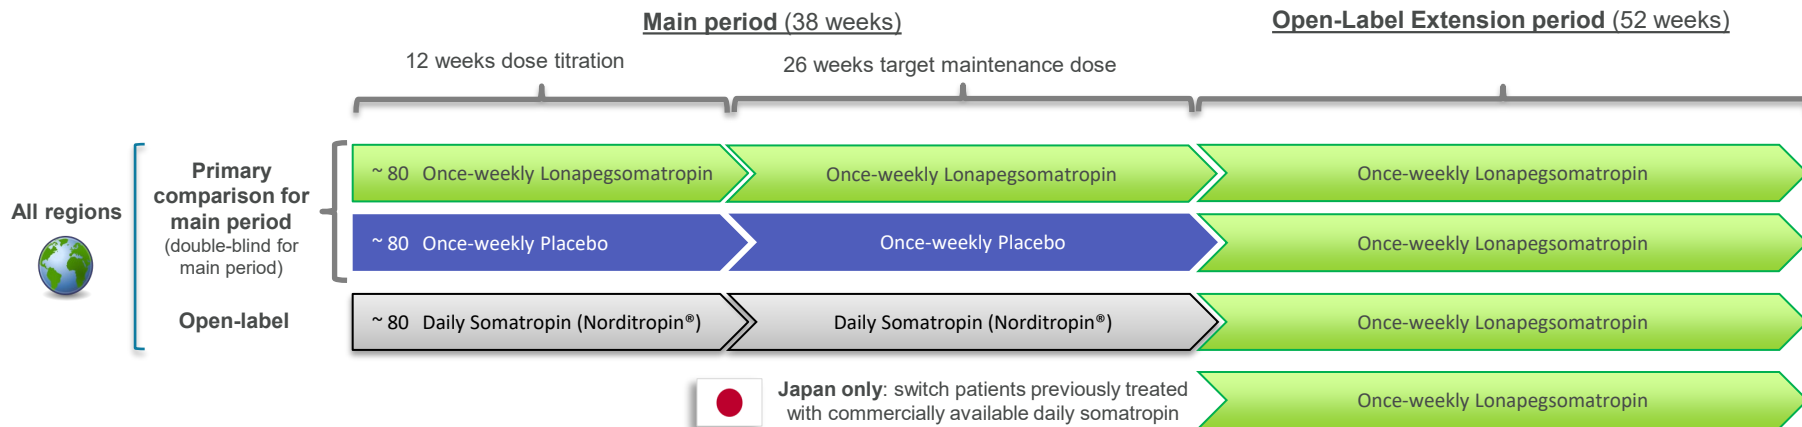 Main period (38 weeks)
Open-Label Extension period (52 weeks)
12 weeks dose titration
26 weeks target maintenance dose
All regions
Primary
comparison for
main period
(double-blind for
main period)
~ 80 Once-weekly Lonapegsomatropin
Once-weekly Lonapegsomatropin
Once-weekly Lonapegsomatropin
~ 80 Once-weekly Placebo
Once-weekly Placebo
Once-weekly Lonapegsomatropin
Open-label
~ 80 Daily Somatropin (Norditropin®)
Daily Somatropin (Norditropin®)
Once-weekly Lonapegsomatropin
Japan only: switch patients previously treated
with commercially available daily somatropin
Once-weekly Lonapegsomatropin